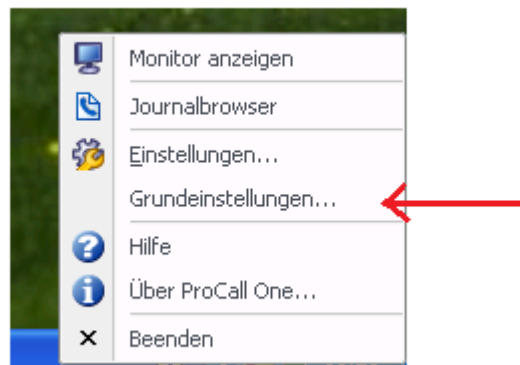 Monitor anzeigen
Journalbrowser
Einstellungen...
Grundeinstellungen...
Hilfe
Über ProCall One...
Beenden